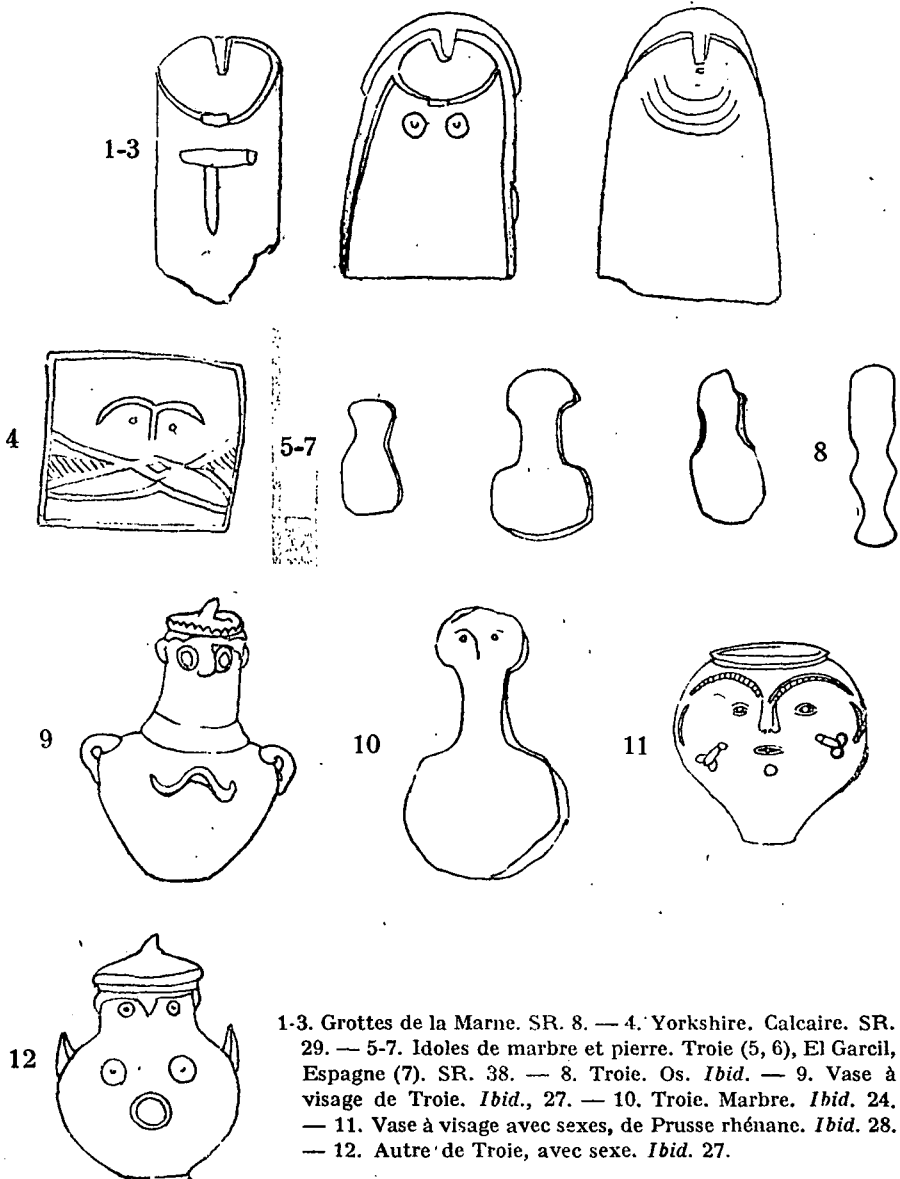 1-3
4
5-7
8
9
10
11
12
1-3. Grottes de la Marne. SR. 8. — 4. Yorkshire. Calcaire. SR.
29. — 5-7. Idoles de marbre et pierre. Troie (5, 6), El Garcil,
Espagne (7). SR. 38. — 8. Troie. Os. Ibid. — 9. Vase à
visage de Troie. Ibid., 27. — 10. Troie. Marbre. Ibid. 24.
— 11. Vase à visage avec sexes, de Prusse rhénane. Ibid. 28.
— 12. Autre de Troie, avec sexe. Ibid. 27.